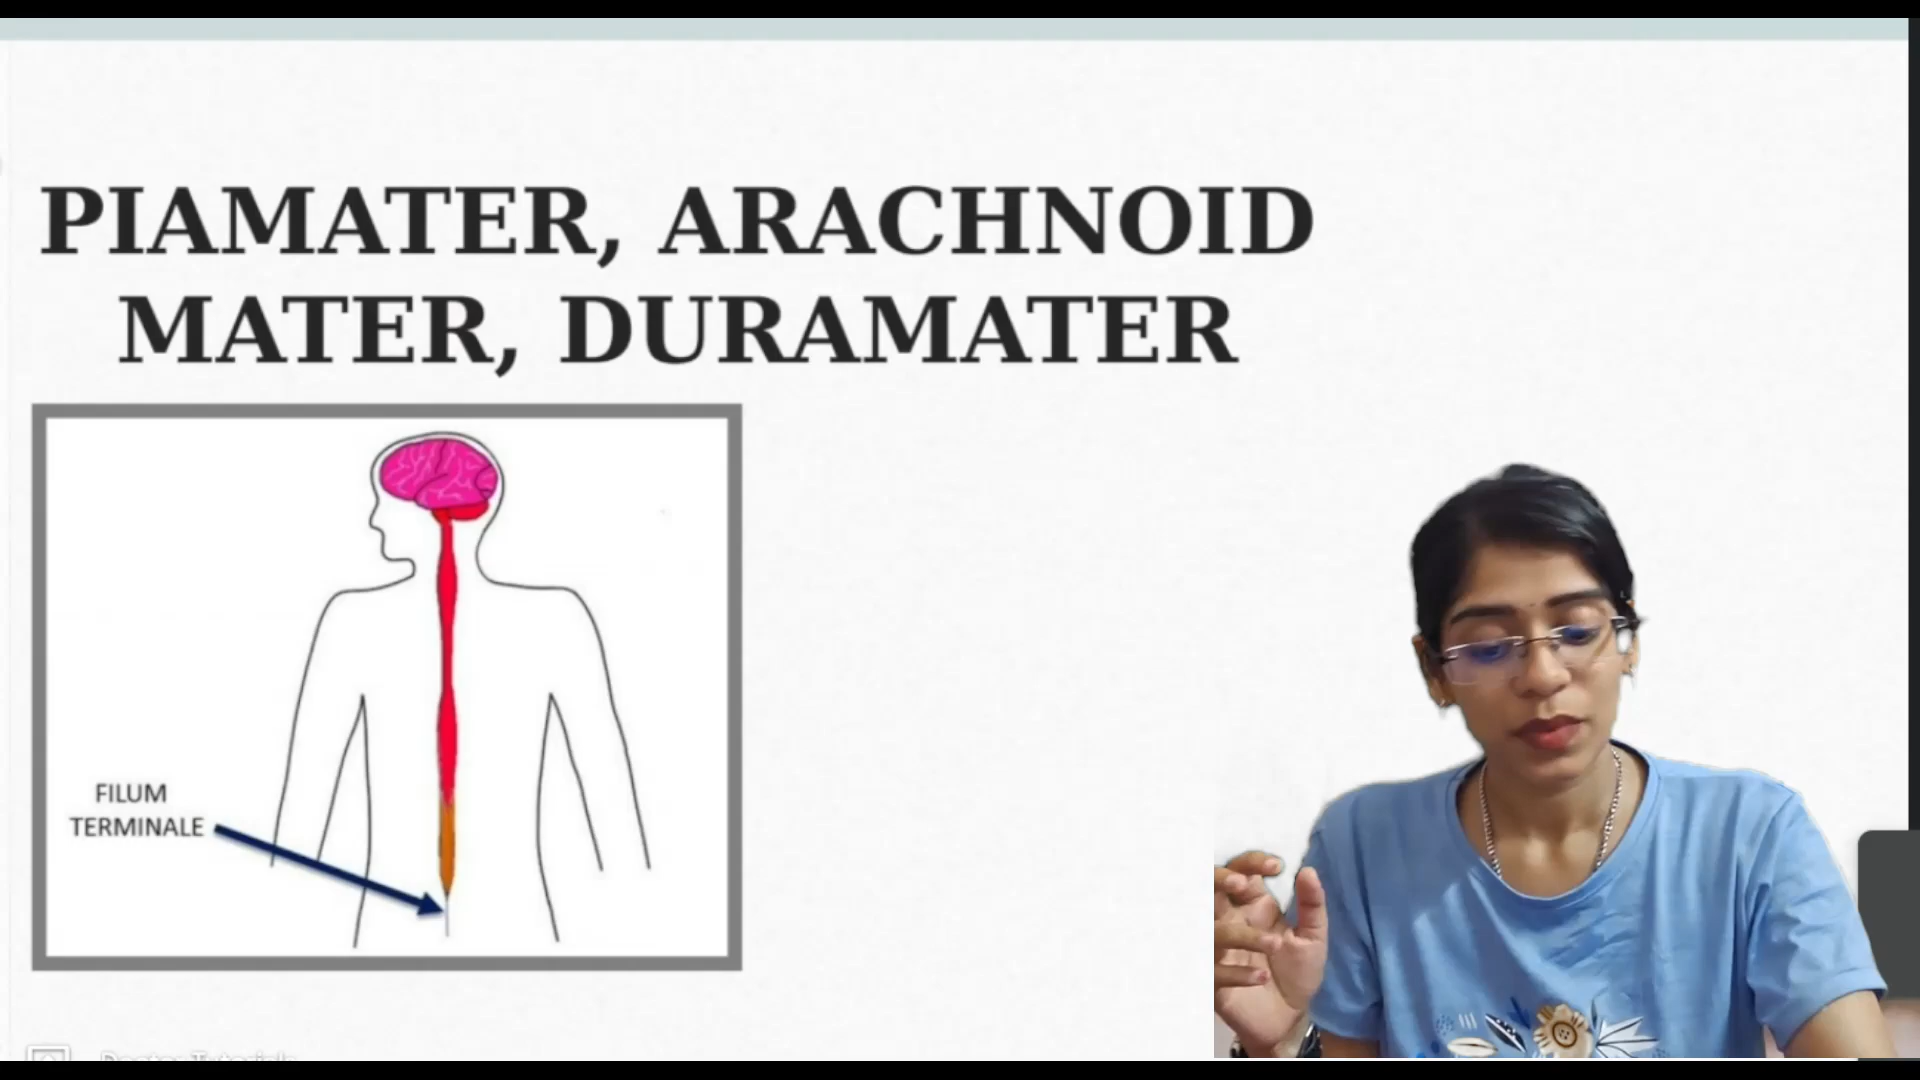 PIAMATER, ARACHNOID
MATER, DURAMATER
FILUM
TERMINALE